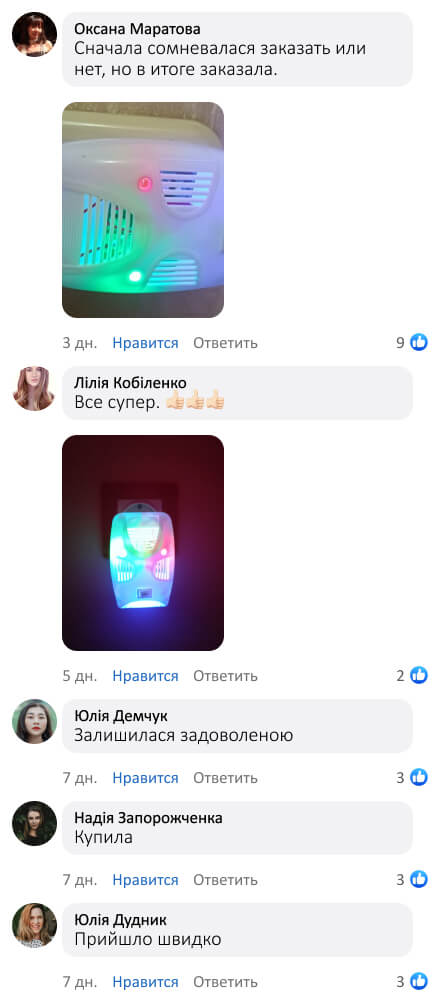 Оксана Маратова
Сначала сомневалася заказать или
нет, но в итоге заказала.
3 дн. Нравится Ответить 9
Лілія Кобіленко
Все супер. 👍🏻👍🏻👍🏻
5 дн. Нравится Ответить 2
Юлія Демчук
Залишилася задоволеною
7 дн. Нравится Ответить 3
Надія Запорожченка
Купила
7 дн. Нравится Ответить 3
Юлія Дудник
Прийшло швидко
7 дн. Нравится Ответить 3